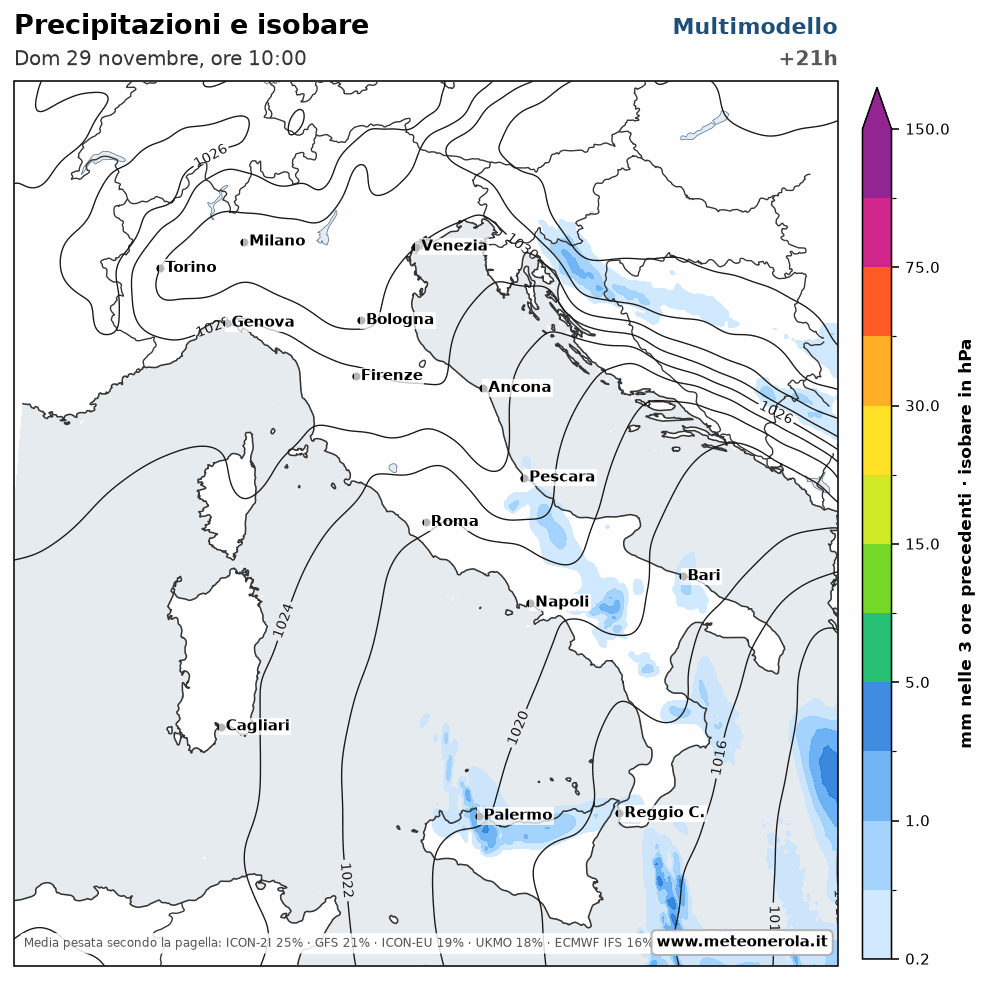 Precipitazioni e isobare
Multimodello
Dom 29 novembre, ore 10:00
+21h
150.0
75.0
30.0
15.0
5.0
1.0
0.2
mm nelle 3 ore precedenti · isobare in hPa
1026
Milano
Venezia
1030
Torino
Genova
Bologna
Firenze
Ancona
1026
Pescara
Roma
Bari
Napoli
1024
Cagliari
1020
1016
Palermo
Reggio C.
1022
Media pesata secondo la pagella: ICON-2I 25% · GFS 21% · ICON-EU 19% · UKMO 18% · ECMWF IFS 16%
www.meteonerola.it